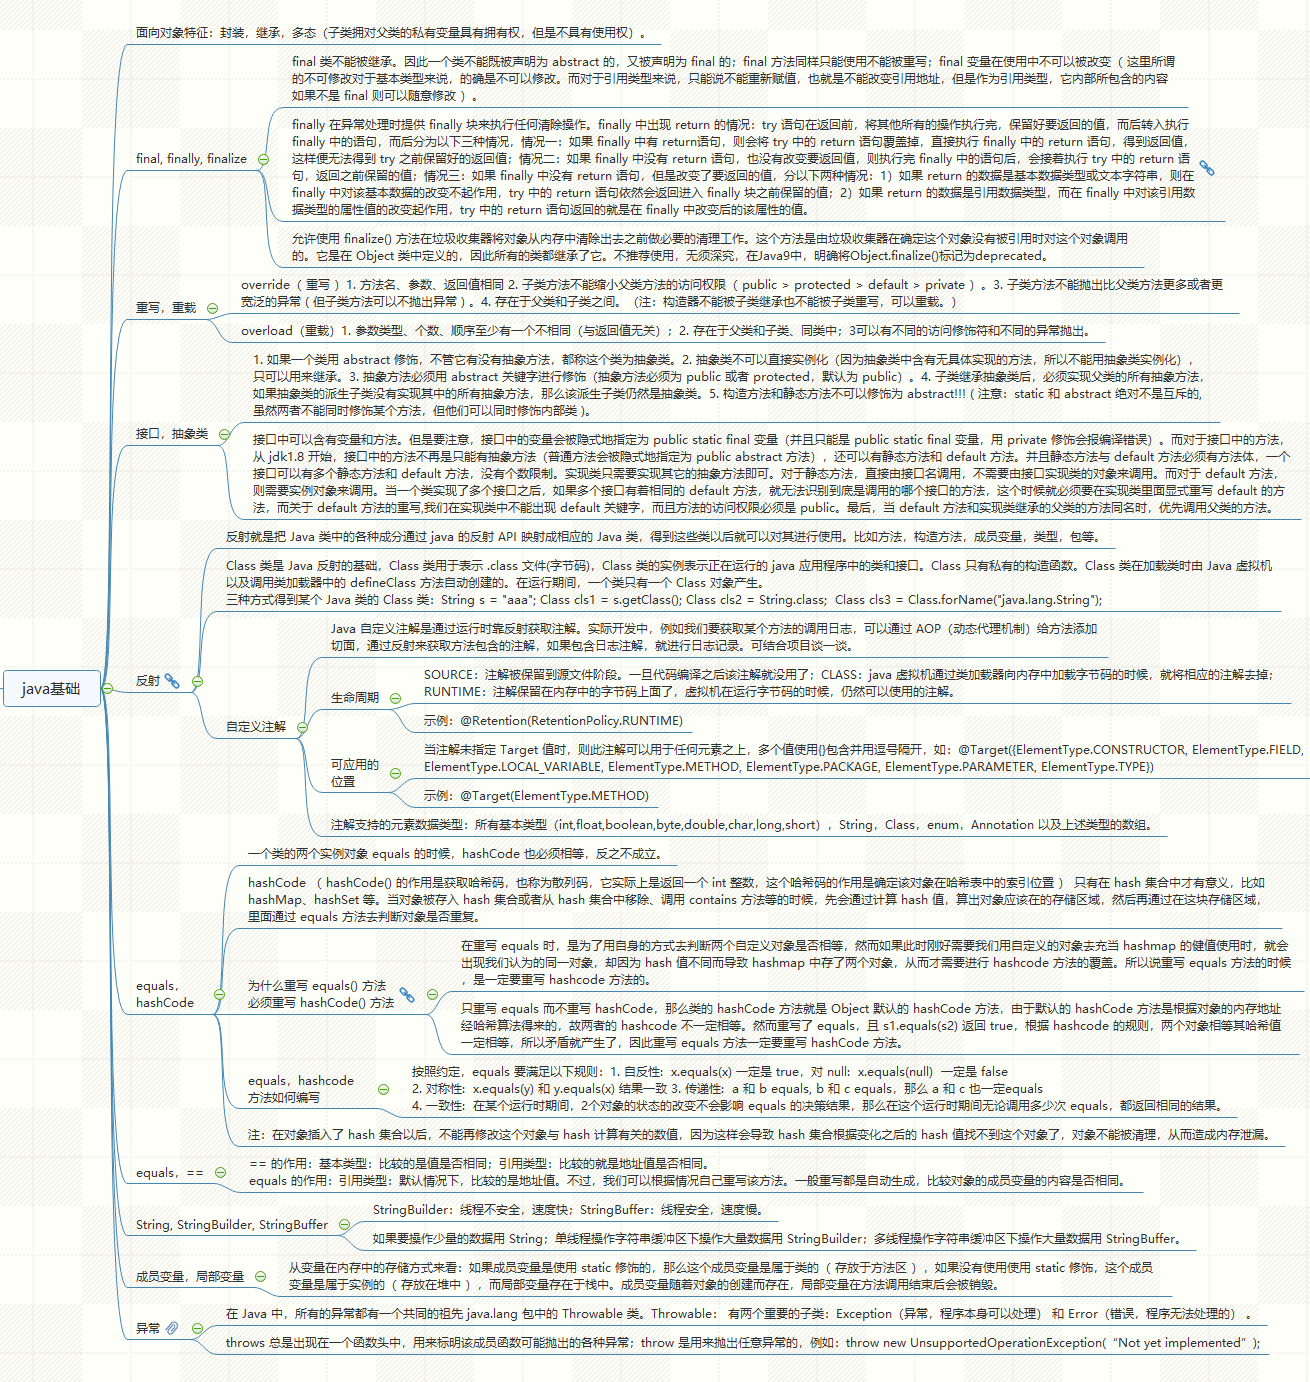 面向对象特征：封装，继承，多态（子类拥对父类的私有变量具有拥有权，但是不具有使用权）。
final 类不能被继承。因此一个类不能既被声明为 abstract 的，又被声明为 final 的；final 方法同样只能使用不能被重写；final 变量在使用中不可以被改变（ 这里所谓
的不可修改对于基本类型来说，的确是不可以修改。而对于引用类型来说，只能说不能重新赋值，也就是不能改变引用地址，但是作为引用类型，它内部所包含的内容
如果不是 final 则可以随意修改 ）。
final, finally, finalize
finally 在异常处理时提供 finally 块来执行任何清除操作。finally 中出现 return 的情况：try 语句在返回前，将其他所有的操作执行完，保留好要返回的值，而后转入执行
finally 中的语句，而后分为以下三种情况，情况一：如果 finally 中有 return语句，则会将 try 中的 return 语句覆盖掉，直接执行 finally 中的 return 语句，得到返回值，
这样便无法得到 try 之前保留好的返回值；情况二：如果 finally 中没有 return 语句，也没有改变要返回值，则执行完 finally 中的语句后，会接着执行 try 中的 return 语
句，返回之前保留的值；情况三：如果 finally 中没有 return 语句，但是改变了要返回的值，分以下两种情况：1）如果 return 的数据是基本数据类型或文本字符串，则在
finally 中对该基本数据的改变不起作用，try 中的 return 语句依然会返回进入 finally 块之前保留的值；2）如果 return 的数据是引用数据类型，而在 finally 中对该引用数
据类型的属性值的改变起作用，try 中的 return 语句返回的就是在 finally 中改变后的该属性的值。
允许使用 finalize() 方法在垃圾收集器将对象从内存中清除出去之前做必要的清理工作。这个方法是由垃圾收集器在确定这个对象没有被引用时对这个对象调用
的。它是在 Object 类中定义的，因此所有的类都继承了它。不推荐使用，无须深究，在Java9中，明确将Object.finalize()标记为deprecated。
重写，重载
override（ 重写 ）1. 方法名、参数、返回值相同 2. 子类方法不能缩小父类方法的访问权限（ public > protected > default > private ）。3. 子类方法不能抛出比父类方法更多或者更
宽泛的异常 ( 但子类方法可以不抛出异常 ) 。4. 存在于父类和子类之间。（注：构造器不能被子类继承也不能被子类重写，可以重载。）
overload（重载）1. 参数类型、个数、顺序至少有一个不相同（与返回值无关）；2. 存在于父类和子类、同类中；3可以有不同的访问修饰符和不同的异常抛出。
接口，抽象类
1. 如果一个类用 abstract 修饰，不管它有没有抽象方法，都称这个类为抽象类。2. 抽象类不可以直接实例化（因为抽象类中含有无具体实现的方法，所以不能用抽象类实例化），
只可以用来继承。3. 抽象方法必须用 abstract 关键字进行修饰（抽象方法必须为 public 或者 protected，默认为 public）。4. 子类继承抽象类后，必须实现父类的所有抽象方法，
如果抽象类的派生子类没有实现其中的所有抽象方法，那么该派生子类仍然是抽象类。5. 构造方法和静态方法不可以修饰为 abstract!!! ( 注意：static 和 abstract 绝对不是互斥的,
虽然两者不能同时修饰某个方法，但他们可以同时修饰内部类 )。
接口中可以含有变量和方法。但是要注意，接口中的变量会被隐式地指定为 public static final 变量（并且只能是 public static final 变量，用 private 修饰会报编译错误）。而对于接口中的方法，
从 jdk1.8 开始，接口中的方法不再是只能有抽象方法（普通方法会被隐式地指定为 public abstract 方法），还可以有静态方法和 default 方法。并且静态方法与 default 方法必须有方法体，一个
接口可以有多个静态方法和 default 方法，没有个数限制。实现类只需要实现其它的抽象方法即可。对于静态方法，直接由接口名调用，不需要由接口实现类的对象来调用。而对于 default 方法，
则需要实例对象来调用。当一个类实现了多个接口之后，如果多个接口有着相同的 default 方法，就无法识别到底是调用的哪个接口的方法，这个时候就必须要在实现类里面显式重写 default 的方
法，而关于 default 方法的重写,我们在实现类中不能出现 default 关键字，而且方法的访问权限必须是 public。最后，当 default 方法和实现类继承的父类的方法同名时，优先调用父类的方法。
java基础
反射
反射就是把 Java 类中的各种成分通过 java 的反射 API 映射成相应的 Java 类，得到这些类以后就可以对其进行使用。比如方法，构造方法，成员变量，类型，包等。
Class 类是 Java 反射的基础，Class 类用于表示 .class 文件(字节码)，Class 类的实例表示正在运行的 java 应用程序中的类和接口。Class 只有私有的构造函数。Class 类在加载类时由 Java 虚拟机
以及调用类加载器中的 defineClass 方法自动创建的。在运行期间，一个类只有一个 Class 对象产生。
三种方式得到某个 Java 类的 Class 类：String s = "aaa"; Class cls1 = s.getClass(); Class cls2 = String.class;  Class cls3 = Class.forName("java.lang.String");
自定义注解
Java 自定义注解是通过运行时靠反射获取注解。实际开发中，例如我们要获取某个方法的调用日志，可以通过 AOP（动态代理机制）给方法添加
切面，通过反射来获取方法包含的注解，如果包含日志注解，就进行日志记录。可结合项目谈一谈。
生命周期
SOURCE：注解被保留到源文件阶段。一旦代码编译之后该注解就没用了；CLASS：java 虚拟机通过类加载器向内存中加载字节码的时候，就将相应的注解去掉；
RUNTIME：注解保留在内存中的字节码上面了，虚拟机在运行字节码的时候，仍然可以使用的注解。
示例：@Retention(RetentionPolicy.RUNTIME)
可应用的
位置
当注解未指定 Target 值时，则此注解可以用于任何元素之上，多个值使用{}包含并用逗号隔开，如：@Target({ElementType.CONSTRUCTOR, ElementType.FIELD,
ElementType.LOCAL_VARIABLE, ElementType.METHOD, ElementType.PACKAGE, ElementType.PARAMETER, ElementType.TYPE})
示例：@Target(ElementType.METHOD)
注解支持的元素数据类型：所有基本类型（int,float,boolean,byte,double,char,long,short）, String，Class，enum，Annotation 以及上述类型的数组。
equals，
hashCode
一个类的两个实例对象 equals 的时候，hashCode 也必须相等，反之不成立。
hashCode （ hashCode() 的作用是获取哈希码，也称为散列码，它实际上是返回一个 int 整数，这个哈希码的作用是确定该对象在哈希表中的索引位置 ） 只有在 hash 集合中才有意义，比如
hashMap、hashSet 等。当对象被存入 hash 集合或者从 hash 集合中移除、调用 contains 方法等的时候，先会通过计算 hash 值，算出对象应该在的存储区域，然后再通过在这块存储区域，
里面通过 equals 方法去判断对象是否重复。
为什么重写 equals() 方法
必须重写 hashCode() 方法
在重写 equals 时，是为了用自身的方式去判断两个自定义对象是否相等，然而如果此时刚好需要我们用自定义的对象去充当 hashmap 的健值使用时，就会
出现我们认为的同一对象，却因为 hash 值不同而导致 hashmap 中存了两个对象，从而才需要进行 hashcode 方法的覆盖。所以说重写 equals 方法的时候
，是一定要重写 hashcode 方法的。
只重写 equals 而不重写 hashCode，那么类的 hashCode 方法就是 Object 默认的 hashCode 方法，由于默认的 hashCode 方法是根据对象的内存地址
经哈希算法得来的，故两者的 hashcode 不一定相等。然而重写了 equals，且 s1.equals(s2) 返回 true，根据 hashcode 的规则，两个对象相等其哈希值
一定相等，所以矛盾就产生了，因此重写 equals 方法一定要重写 hashCode 方法。
equals，hashcode
方法如何编写
按照约定，equals 要满足以下规则：1. 自反性:  x.equals(x) 一定是 true，对 null:  x.equals(null)  一定是 false
2. 对称性:  x.equals(y) 和 y.equals(x) 结果一致 3. 传递性:  a 和 b equals, b 和 c equals，那么 a 和 c 也一定equals
4. 一致性:  在某个运行时期间，2个对象的状态的改变不会影响 equals 的决策结果，那么在这个运行时期间无论调用多少次 equals，都返回相同的结果。
注：在对象插入了 hash 集合以后，不能再修改这个对象与 hash 计算有关的数值，因为这样会导致 hash 集合根据变化之后的 hash 值找不到这个对象了，对象不能被清理，从而造成内存泄漏。
equals，==
== 的作用：基本类型：比较的是值是否相同；引用类型：比较的就是地址值是否相同。
equals 的作用：引用类型：默认情况下，比较的是地址值。不过，我们可以根据情况自己重写该方法。一般重写都是自动生成，比较对象的成员变量的内容是否相同。
String, StringBuilder, StringBuffer
StringBuilder：线程不安全，速度快；StringBuffer：线程安全，速度慢。
如果要操作少量的数据用 String；单线程操作字符串缓冲区下操作大量数据用 StringBuilder；多线程操作字符串缓冲区下操作大量数据用 StringBuffer。
成员变量，局部变量
从变量在内存中的存储方式来看：如果成员变量是使用 static 修饰的，那么这个成员变量是属于类的（ 存放于方法区 ），如果没有使用使用 static 修饰，这个成员
变量是属于实例的（ 存放在堆中 ），而局部变量存在于栈中。成员变量随着对象的创建而存在，局部变量在方法调用结束后会被销毁。
异常
在 Java 中，所有的异常都有一个共同的祖先 java.lang 包中的 Throwable 类。Throwable： 有两个重要的子类：Exception（异常，程序本身可以处理） 和 Error（错误，程序无法处理的） 。
throws 总是出现在一个函数头中，用来标明该成员函数可能抛出的各种异常；throw 是用来抛出任意异常的，例如：throw new UnsupportedOperationException(“Not yet implemented”);